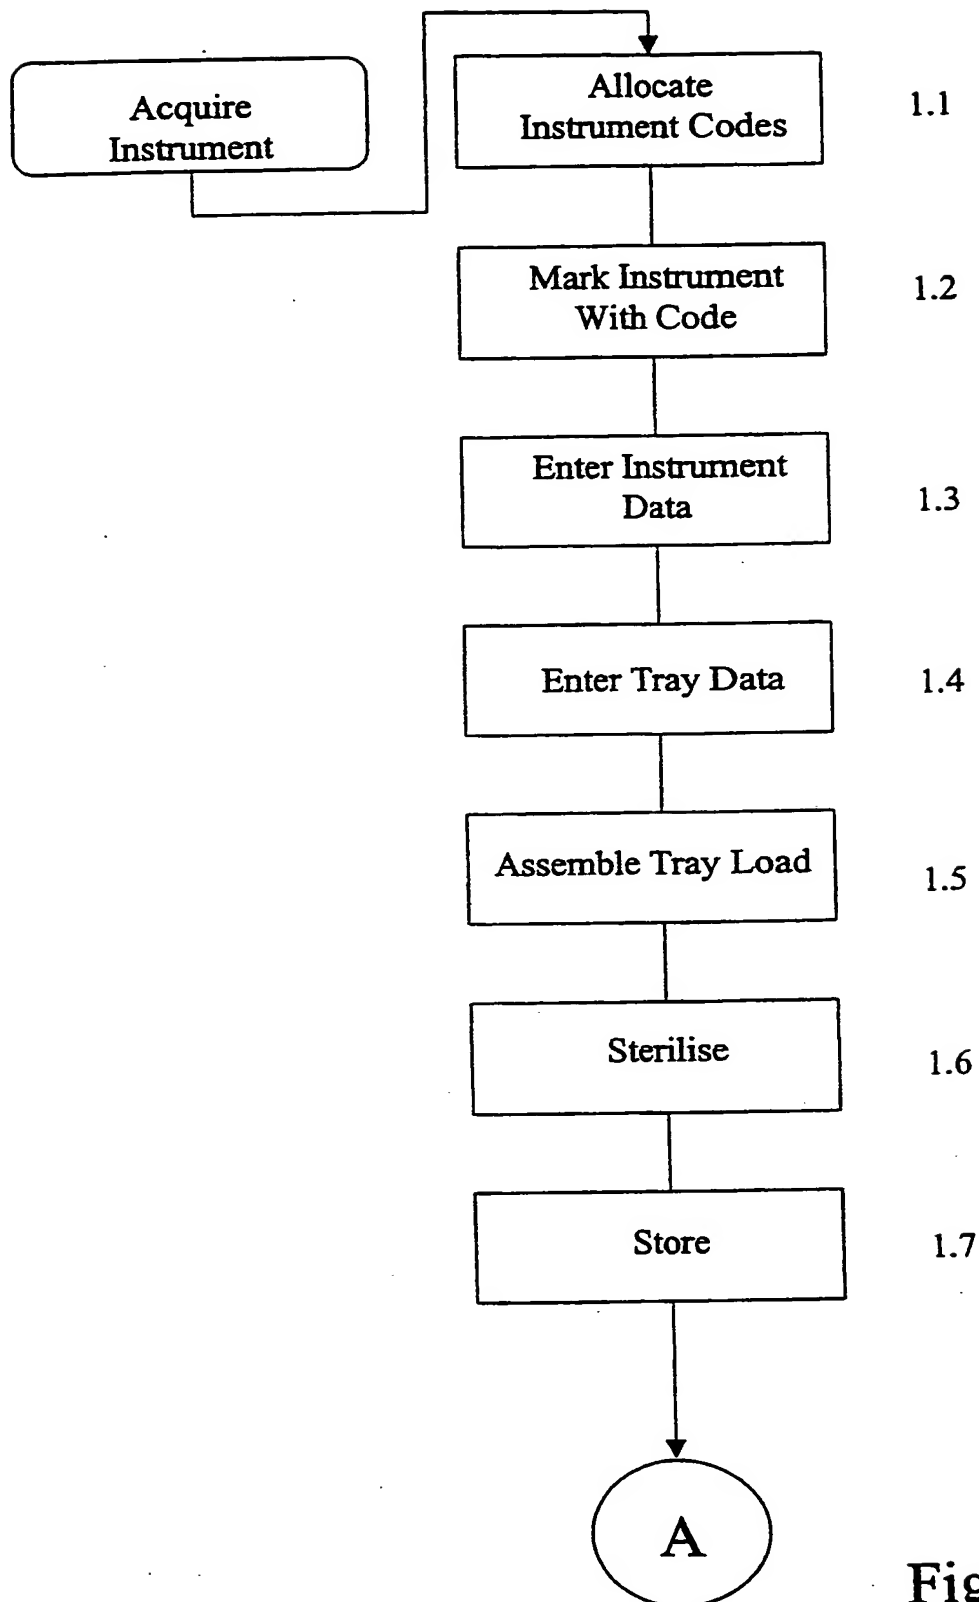 Acquire
Instrument
Allocate
Instrument Codes
1.1
Mark Instrument
With Code
1.2
Enter Instrument
Data
1.3
Enter Tray Data
1.4
Assemble Tray Load
1.5
Sterilise
1.6
Store
1.7
A
Fig